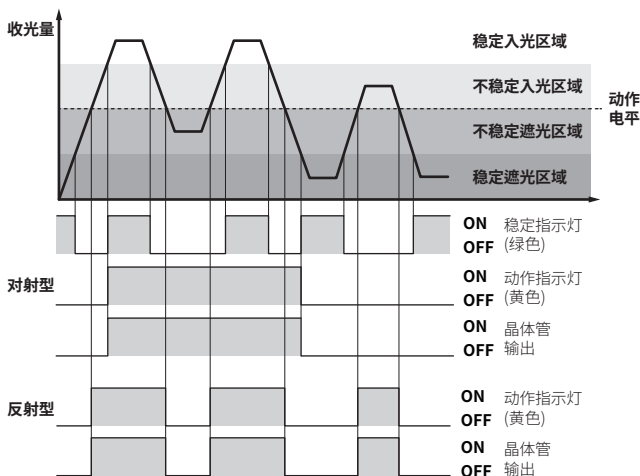 收光量
稳定入光区域
不稳定入光区域
动作
电平
不稳定遮光区域
稳定遮光区域
ON 稳定指示灯
OFF (绿色)
对射型
ON 动作指示灯
OFF (黄色)
ON 晶体管
OFF 输出
反射型
ON 动作指示灯
OFF (黄色)
ON 晶体管
OFF 输出